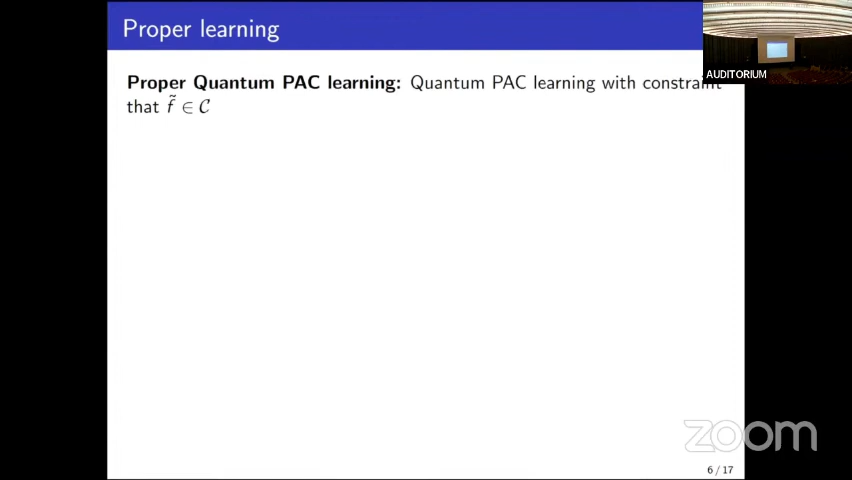 Proper learning
AUDITORIUM
Proper Quantum PAC learning: Quantum PAC learning with constraint
that f̃ ∈ 𝒞
zoom
6 / 17